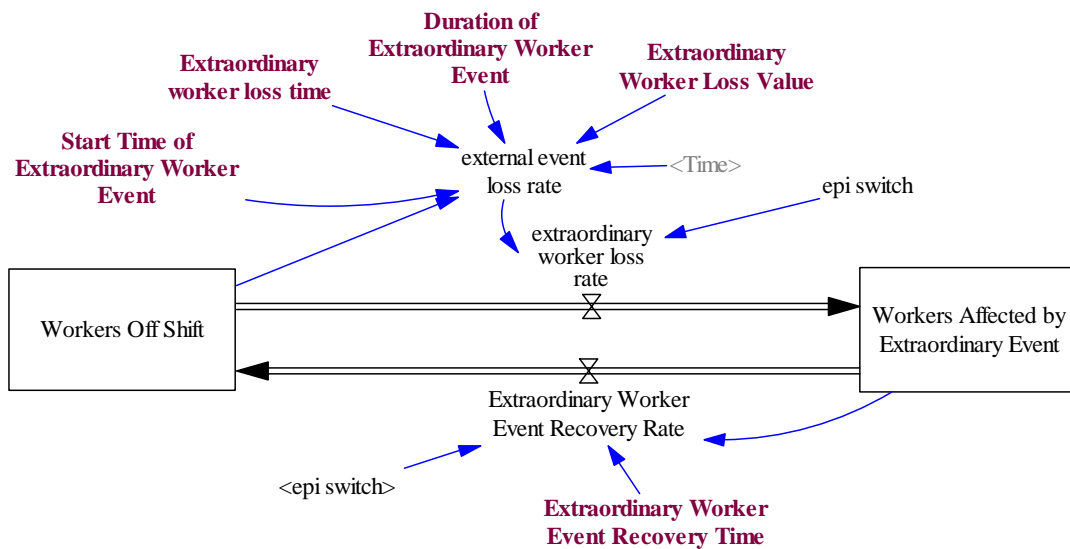 Duration of
Extraordinary Worker
Event
Extraordinary
worker loss time
Extraordinary
Worker Loss Value
Start Time of
Extraordinary Worker
Event
external event
loss rate
<Time>
epi switch
extraordinary
worker loss
rate
Workers Off Shift
Workers Affected by
Extraordinary Event
Extraordinary Worker
Event Recovery Rate
<epi switch>
Extraordinary Worker
Event Recovery Time